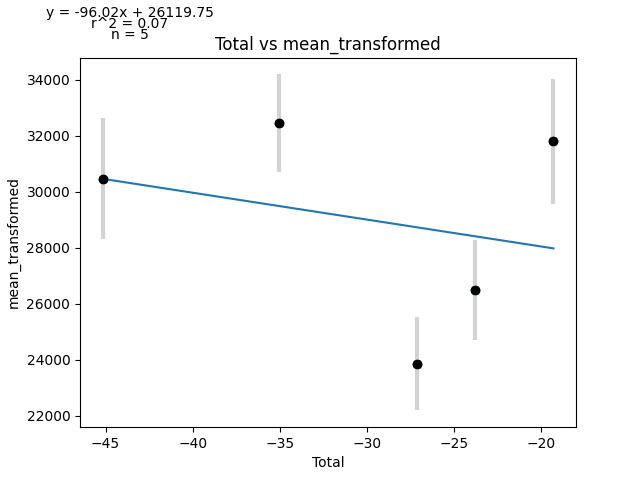 y = -96.02x + 26119.75
r^2 = 0.07
n = 5
Total vs mean_transformed
34000
32000
30000
28000
26000
24000
22000
mean_transformed
−45
−40
−35
−30
−25
−20
Total